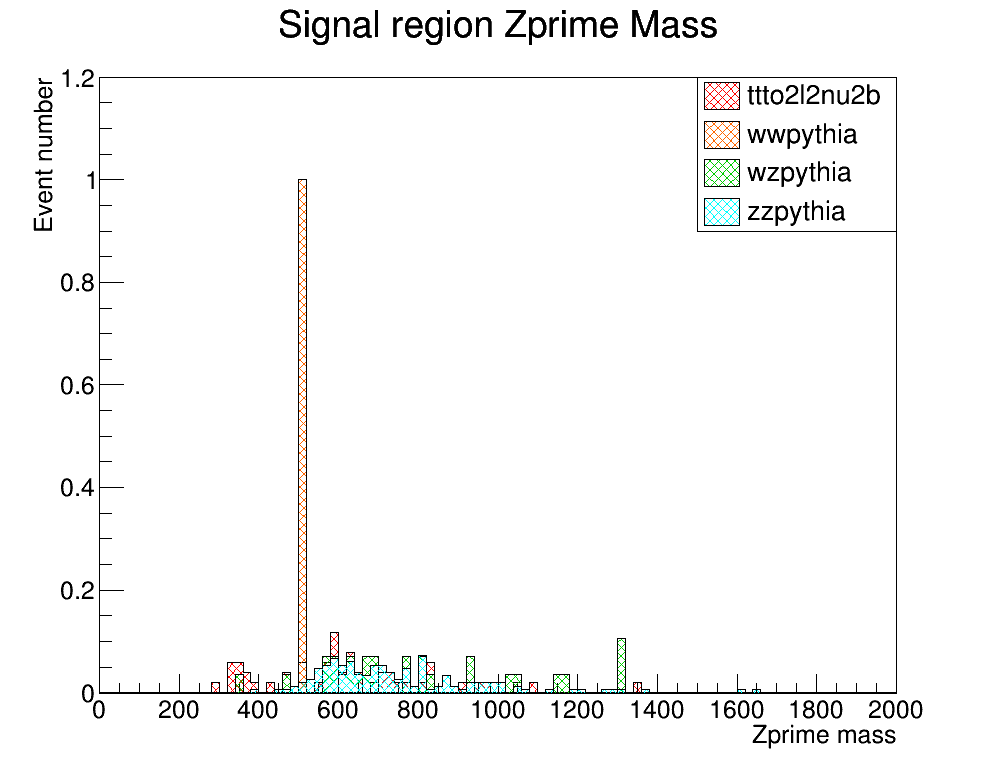 Signal region Zprime Mass
Event number
1.2
1
0.8
0.6
0.4
0.2
0
ttto2l2nu2b
wwpythia
wzpythia
zzpythia
0 200 400 600 800 1000 1200 1400 1600 1800 2000
Zprime mass